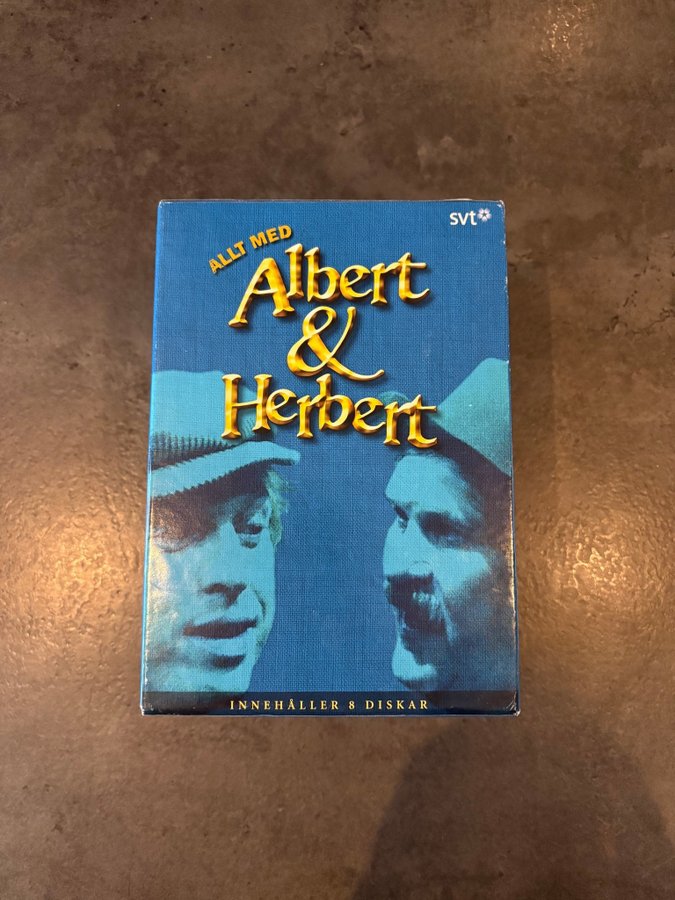 svt
ALLT MED
Albert
&
Herbert
INNEHÅLLER 8 DISKAR